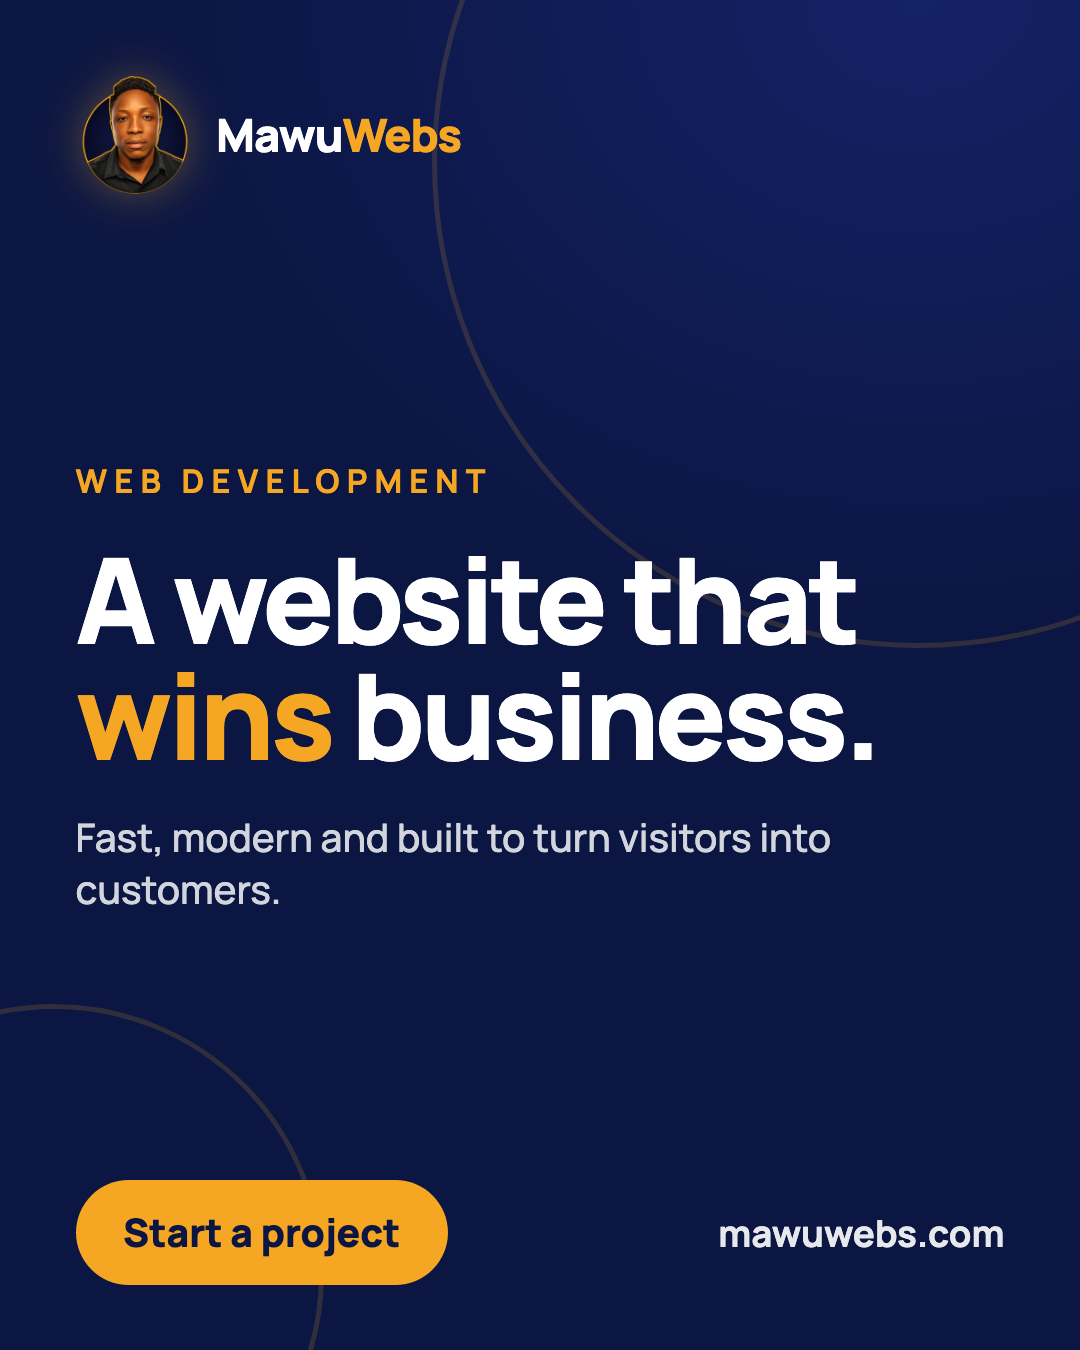 MawuWebs
WEB DEVELOPMENT
A website that
wins business.
Fast, modern and built to turn visitors into
customers.
Start a project
mawuwebs.com